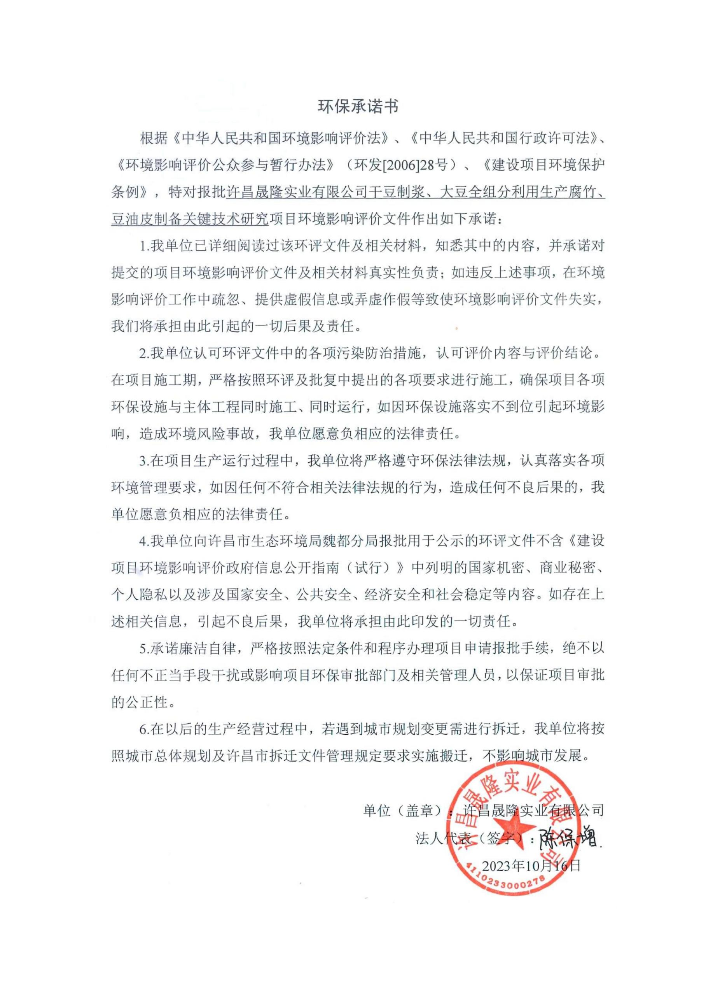 环保承诺书
根据《中华人民共和国环境影响评价法》、《中华人民共和国行政许可法》、
《环境影响评价公众参与暂行办法》（环发[2006]28号）、《建设项目环境保护
条例》，特对报批许昌晟隆实业有限公司干豆制浆、大豆全组分利用生产腐竹、
豆油皮制备关键技术研究项目环境影响评价文件作出如下承诺：
1.我单位已详细阅读过该环评文件及相关材料，知悉其中的内容，并承诺对
提交的项目环境影响评价文件及相关材料真实性负责；如违反上述事项，在环境
影响评价工作中疏忽、提供虚假信息或弄虚作假等致使环境影响评价文件失实，
我们将承担由此引起的一切后果及责任。
2.我单位认可环评文件中的各项污染防治措施，认可评价内容与评价结论。
在项目施工期，严格按照环评及批复中提出的各项要求进行施工，确保项目各项
环保设施与主体工程同时施工、同时运行，如因环保设施落实不到位引起环境影
响，造成环境风险事故，我单位愿意负相应的法律责任。
3.在项目生产运行过程中，我单位将严格遵守环保法律法规，认真落实各项
环境管理要求，如因任何不符合相关法律法规的行为，造成任何不良后果的，我
单位愿意负相应的法律责任。
4.我单位向许昌市生态环境局魏都分局报批用于公示的环评文件不含《建设
项目环境影响评价政府信息公开指南（试行）》中列明的国家机密、商业秘密、
个人隐私以及涉及国家安全、公共安全、经济安全和社会稳定等内容。如存在上
述相关信息，引起不良后果，我单位将承担由此印发的一切责任。
5.承诺廉洁自律，严格按照法定条件和程序办理项目申请报批手续，绝不以
任何不正当手段干扰或影响项目环保审批部门及相关管理人员，以保证项目审批
的公正性。
6.在以后的生产经营过程中，若遇到城市规划变更需进行拆迁，我单位将按
照城市总体规划及许昌市拆迁文件管理规定要求实施搬迁，不影响城市发展。
单位（盖章）：许昌晟隆实业有限公司
法人代表（签字）：陈保增
2023年10月16日
许昌晟隆实业有限公司
4110233000278